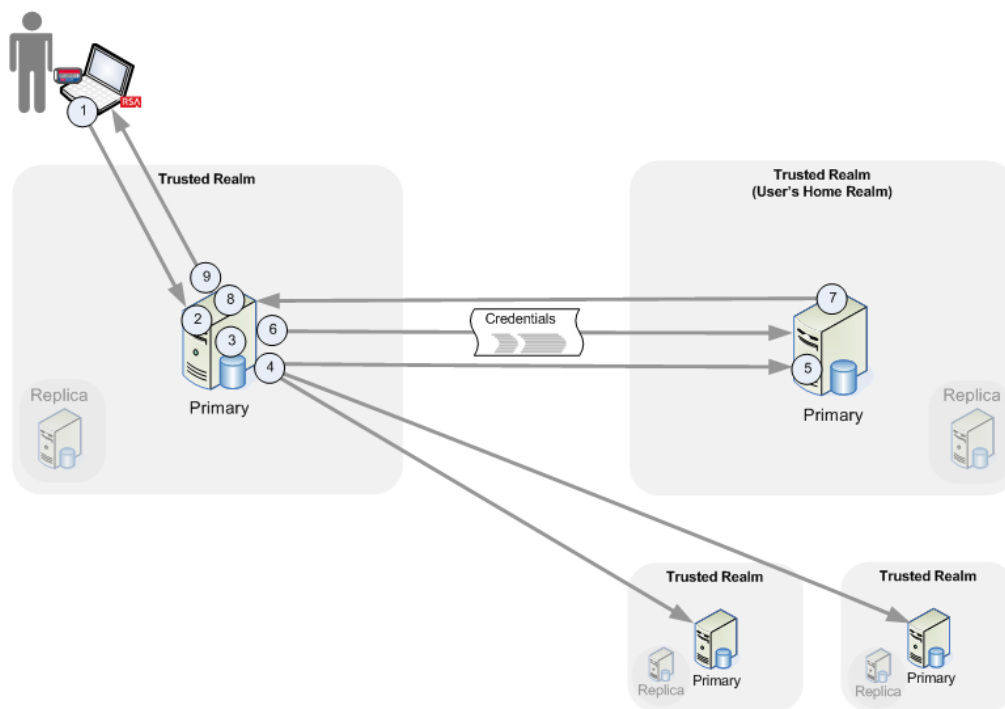 1
RSA
Trusted Realm
Trusted Realm
(User's Home Realm)
9
8
7
2
6
Credentials
3
4
5
Primary
Primary
Replica
Replica
Trusted Realm
Trusted Realm
Primary
Primary
Replica
Replica